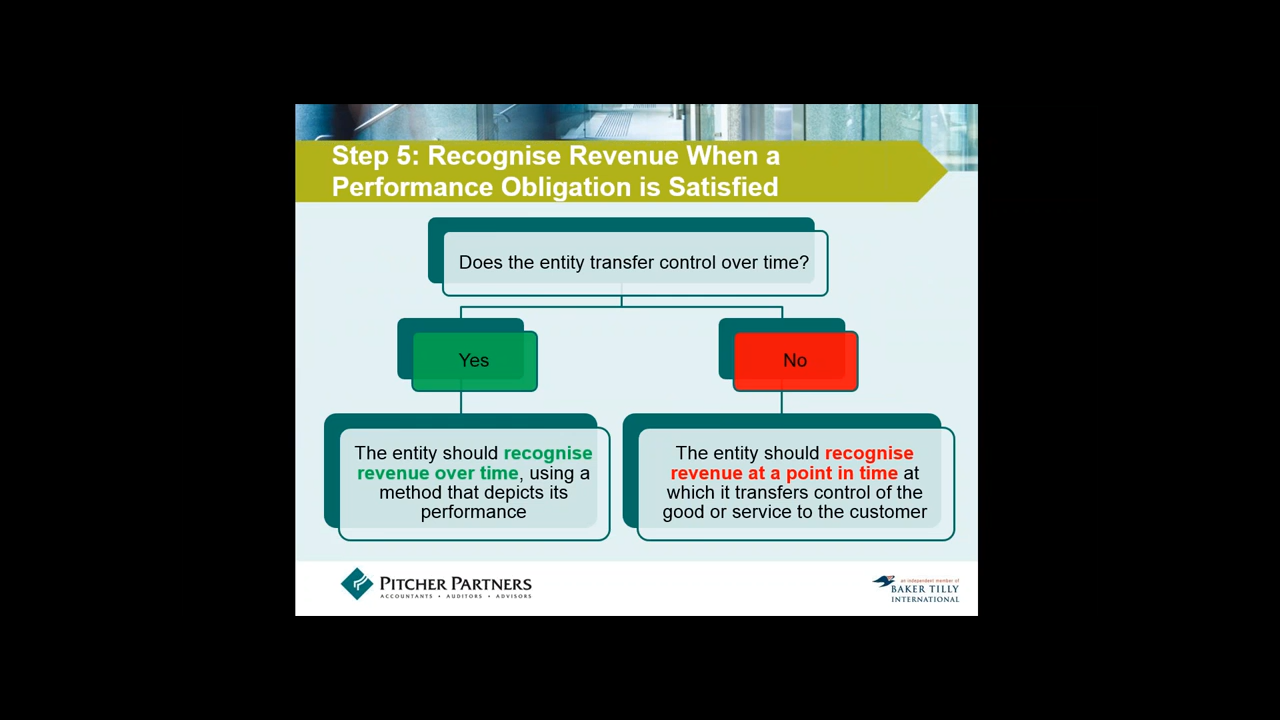 Step 5: Recognise Revenue When a
Performance Obligation is Satisfied
Does the entity transfer control over time?
Yes
No
The entity should recognise
revenue over time, using a
method that depicts its
performance
The entity should recognise
revenue at a point in time at
which it transfers control of the
good or service to the customer
PITCHER PARTNERS
ACCOUNTANTS • AUDITORS • ADVISORS
an independent member of
BAKER TILLY
INTERNATIONAL